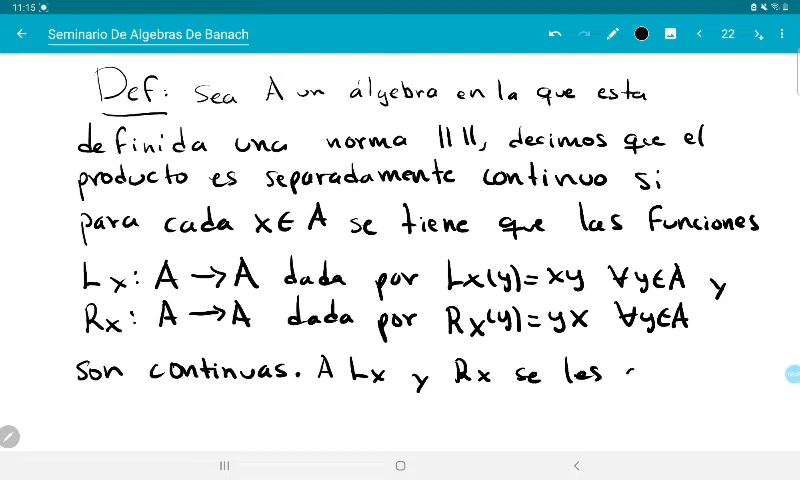 11:15
Seminario De Algebras De Banach
22
Def: Sea A un álgebra en la que esta
definida una norma || ||, decimos que el
producto es separadamente continuo si
para cada x∈A se tiene que las funciones
Lx: A → A dada por Lx(y)=xy ∀y∈A y
Rx: A → A dada por Rx(y)=yx ∀y∈A
son continuas. A Lx y Rx se les